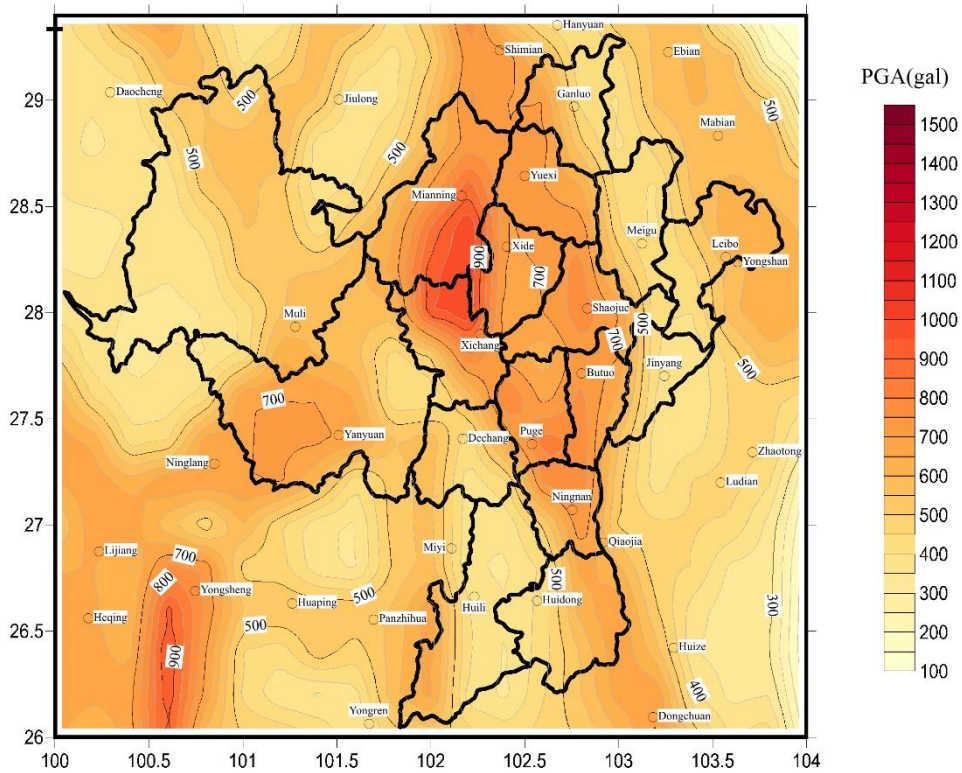 PGA(gal)
1500
1400
1300
1200
1100
1000
900
800
700
600
500
400
300
200
100
29
28.5
28
27.5
27
26.5
26
100
100.5
101
101.5
102
102.5
103
103.5
104
Hanyuan
Shimian
Ebian
Daocheng
500
Jiulong
Ganluo
500
Mabian
500
500
Yuexi
Mianning
Meigu
Xide
Leibo
900
700
Yongshan
Muli
Shaojue
500
Xichang
700
Jinyang
500
Butuo
700
Yanyuan
Dechang
Puge
Zhaotong
Ninglang
Ludian
Ningnan
Lijiang
700
Miyi
Qiaojia
800
Yongsheng
500
500
Huaping
Huili
Huidong
300
Heqing
500
Panzhihua
Huize
900
400
Yongren
Dongchuan